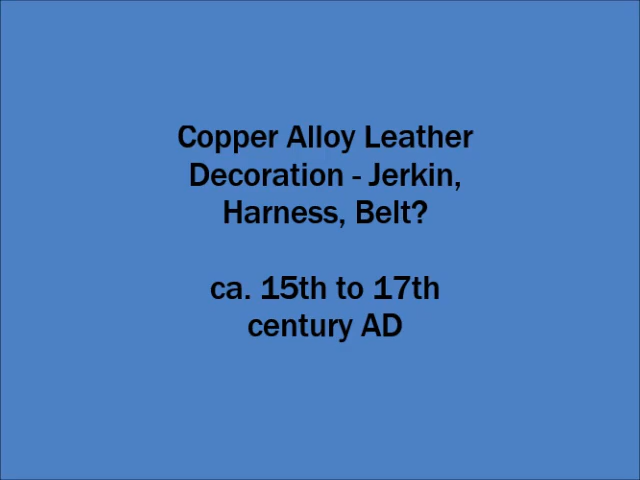 Copper Alloy Leather
Decoration - Jerkin,
Harness, Belt?
ca. 15th to 17th
century AD